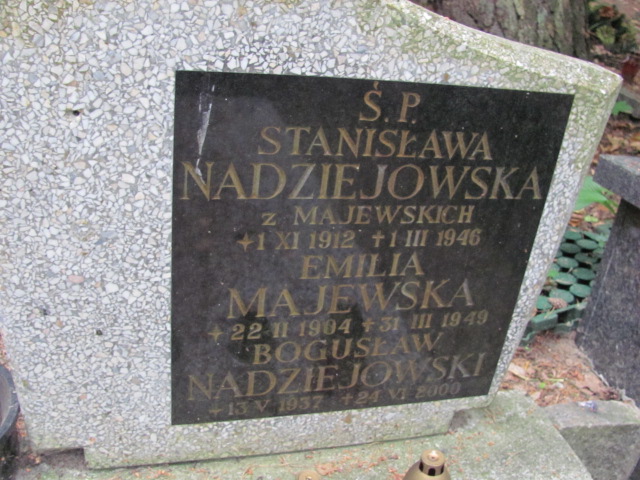 Ś. P.
STANISŁAWA
NADZIEJOWSKA
z MAJEWSKICH
+1 XI 1912 +1 III 1946
EMILIA
MAJEWSKA
+22 II 1904 +31 III 1949
BOGUSŁAW
NADZIEJOWSKI
+13 V 1937 +24 VI 2000